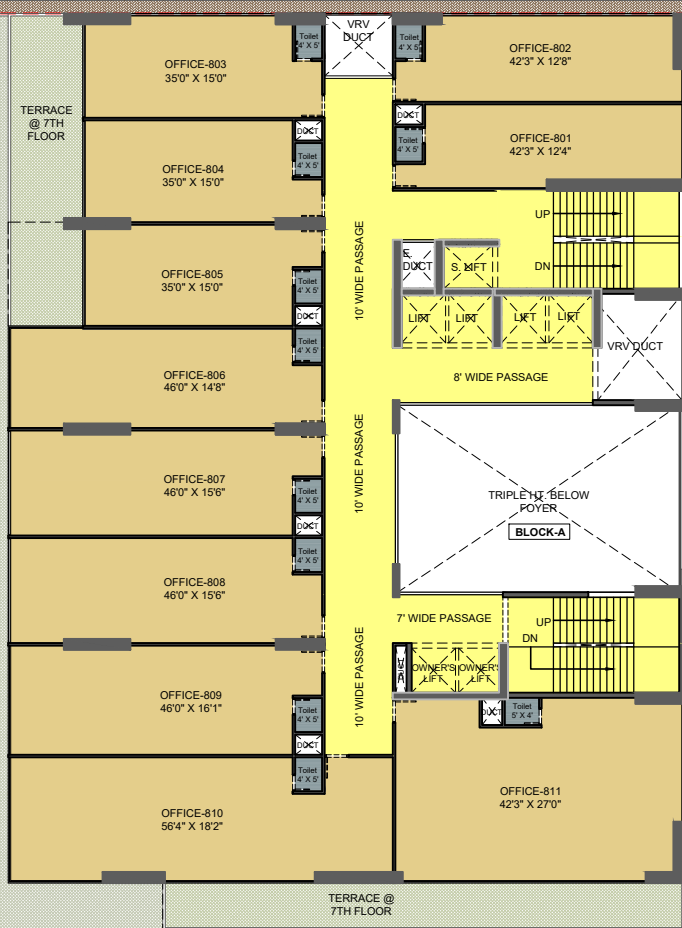 VRV
DUCT
Toilet
4' X 5'
Toilet
4' X 5'
OFFICE-803
35'0" X 15'0"
OFFICE-802
42'3" X 12'8"
TERRACE
@ 7TH
FLOOR
DUCT
Toilet
4' X 5'
DUCT
Toilet
4' X 5'
OFFICE-801
42'3" X 12'4"
OFFICE-804
35'0" X 15'0"
UP
DN
10' WIDE PASSAGE
E.
DUCT
S. LIFT
OFFICE-805
35'0" X 15'0"
Toilet
4' X 5'
DUCT
LIFT
LIFT
LIFT
LIFT
VRV DUCT
Toilet
4' X 5'
OFFICE-806
46'0" X 14'8"
8' WIDE PASSAGE
10' WIDE PASSAGE
OFFICE-807
46'0" X 15'6"
Toilet
4' X 5'
DUCT
TRIPLE HT. BELOW
FOYER
BLOCK-A
Toilet
4' X 5'
OFFICE-808
46'0" X 15'6"
7' WIDE PASSAGE
UP
DN
10' WIDE PASSAGE
OWNER'S
LIFT
OWNER'S
LIFT
OFFICE-809
46'0" X 16'1"
Toilet
4' X 5'
DUCT
DUCT
Toilet
5' X 4'
Toilet
4' X 5'
OFFICE-810
56'4" X 18'2"
OFFICE-811
42'3" X 27'0"
TERRACE @
7TH FLOOR